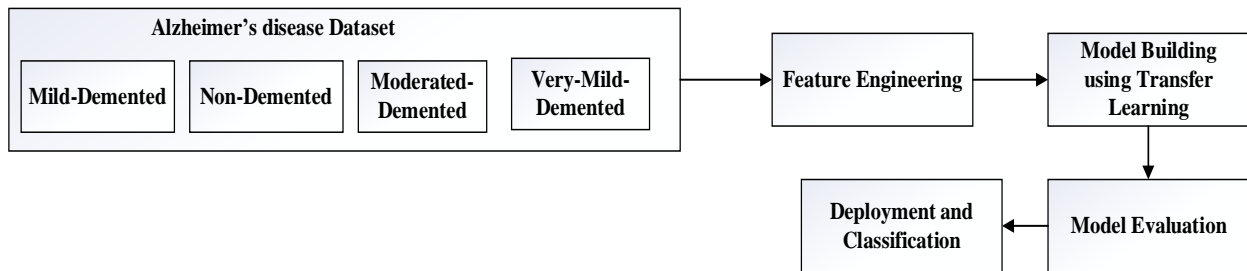 Alzheimer's disease Dataset
Mild-Demented
Non-Demented
Moderated-
Demented
Very-Mild-
Demented
Feature Engineering
Model Building
using Transfer
Learning
Model Evaluation
Deployment and
Classification